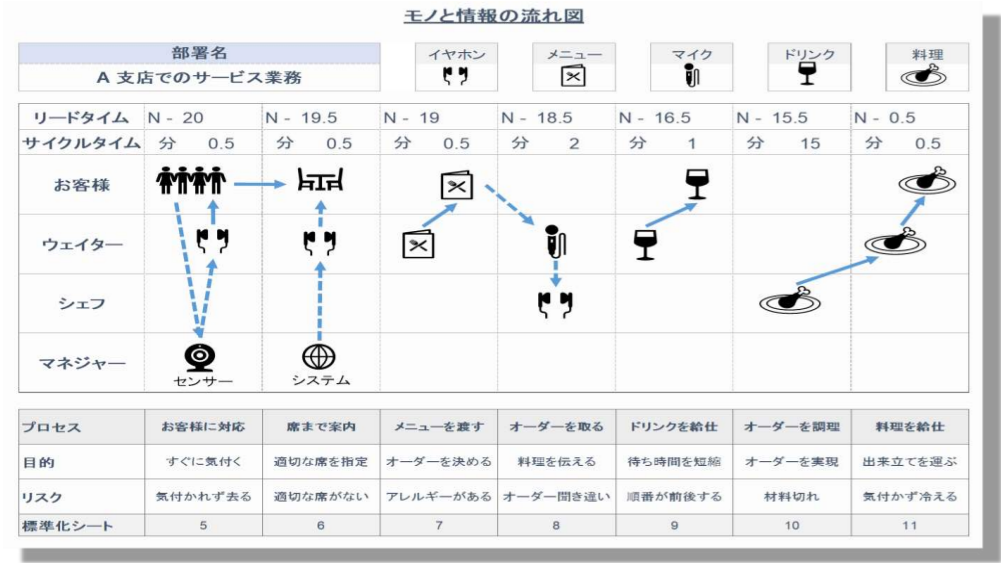 モノと情報の流れ図
部署名
A 支店でのサービス業務
イヤホン メニュー マイク ドリンク 料理
リードタイム N - 20 N - 19.5 N - 19 N - 18.5 N - 16.5 N - 15.5 N - 0.5
サイクルタイム 分 0.5 分 0.5 分 0.5 分 2 分 1 分 15 分 0.5
お客様
ウェイター
シェフ
マネジャー
センサー システム
プロセス お客様に対応 席まで案内 メニューを渡す オーダーを取る ドリンクを給仕 オーダーを調理 料理を給仕
目的 すぐに気付く 適切な席を指定 オーダーを決める 料理を伝える 待ち時間を短縮 オーダーを実現 出来立てを運ぶ
リスク 気付かれず去る 適切な席がない アレルギーがある オーダー聞き違い 順番が前後する 材料切れ 気付かず冷える
標準化シート 5 6 7 8 9 10 11